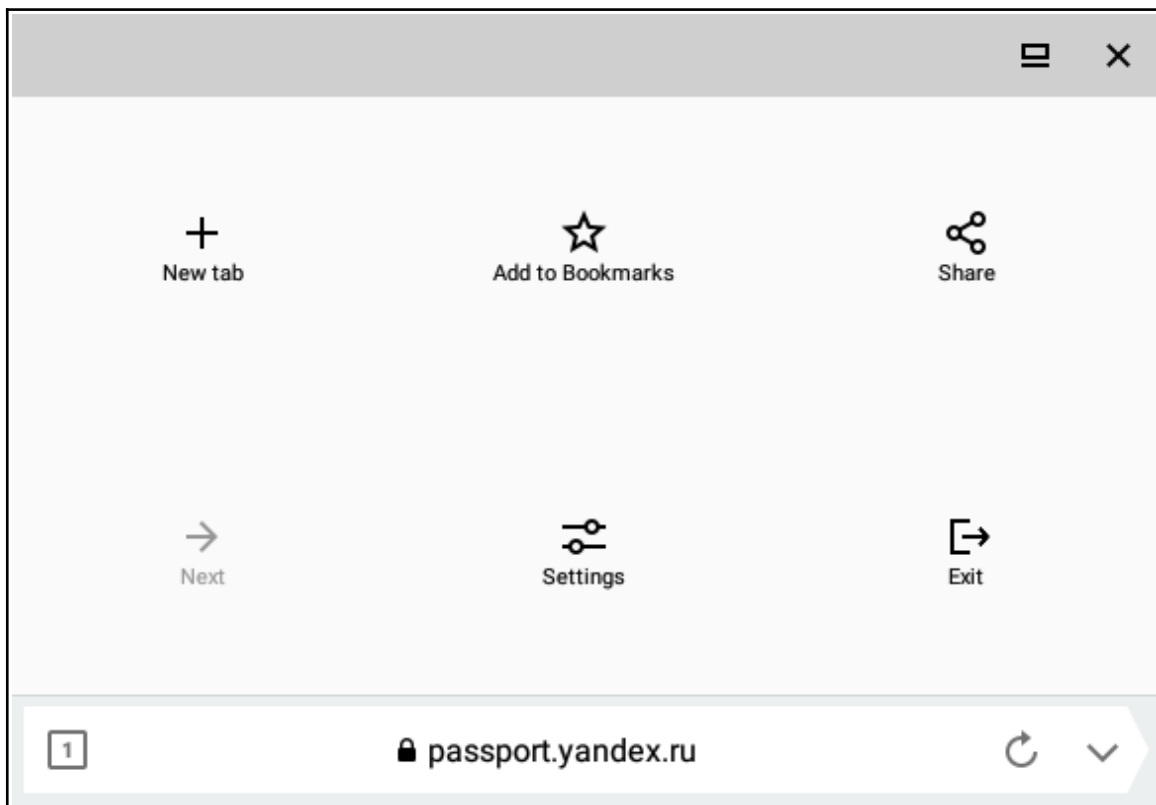 New tab
Add to Bookmarks
Share
Next
Settings
Exit
1
passport.yandex.ru